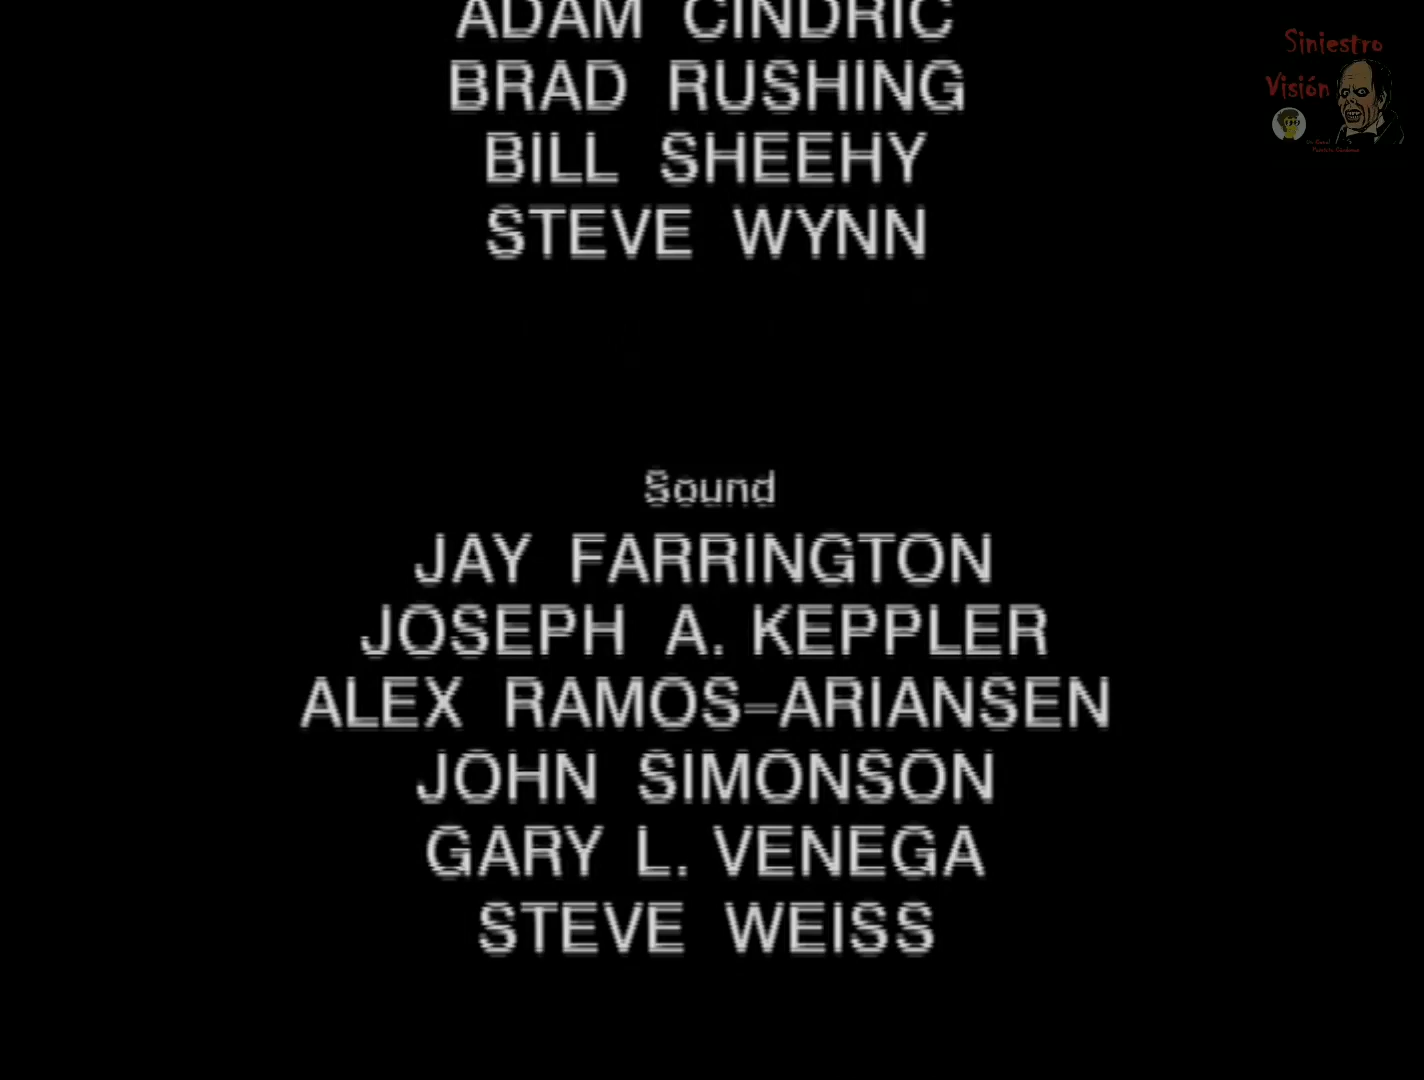 ADAM CINDRIC
BRAD RUSHING
BILL SHEEHY
STEVE WYNN
Siniestro
Visión
Sound
JAY FARRINGTON
JOSEPH A. KEPPLER
ALEX RAMOS–ARIANSEN
JOHN SIMONSON
GARY L. VENEGA
STEVE WEISS